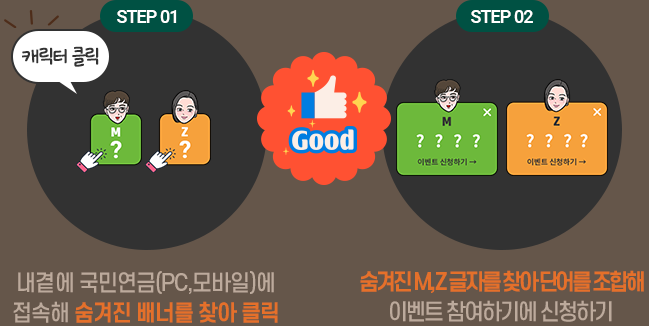 STEP 01
캐릭터 클릭
M
?
Z
?
내곁에 국민연금(PC,모바일)에
접속해 숨겨진 배너를 찾아 클릭
Good
STEP 02
M
? ? ? ?
이벤트 신청하기 →
Z
? ? ? ?
이벤트 신청하기 →
숨겨진 M,Z 글자를 찾아 단어를 조합해
이벤트 참여하기에 신청하기